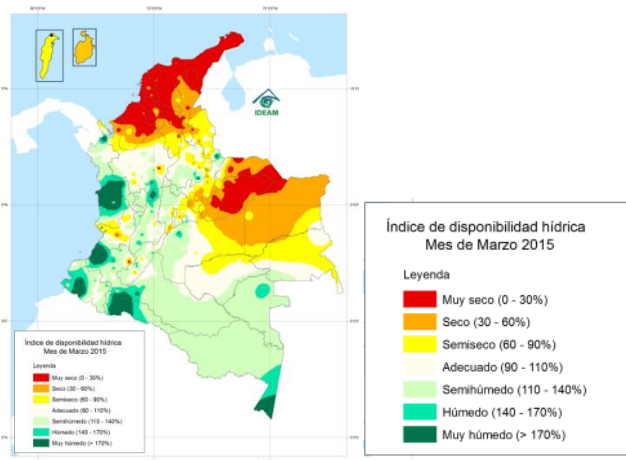 IDEAM
Índice de disponibilidad hídrica
Mes de Marzo 2015
Leyenda
Muy seco (0 - 30%)
Seco (30 - 60%)
Semiseco (60 - 90%)
Adecuado (90 - 110%)
Semihúmedo (110 - 140%)
Húmedo (140 - 170%)
Muy húmedo (> 170%)
Índice de disponibilidad hídrica
Mes de Marzo 2015
Leyenda
Muy seco (0 - 30%)
Seco (30 - 60%)
Semiseco (60 - 90%)
Adecuado (90 - 110%)
Semihúmedo (110 - 140%)
Húmedo (140 - 170%)
Muy húmedo (> 170%)